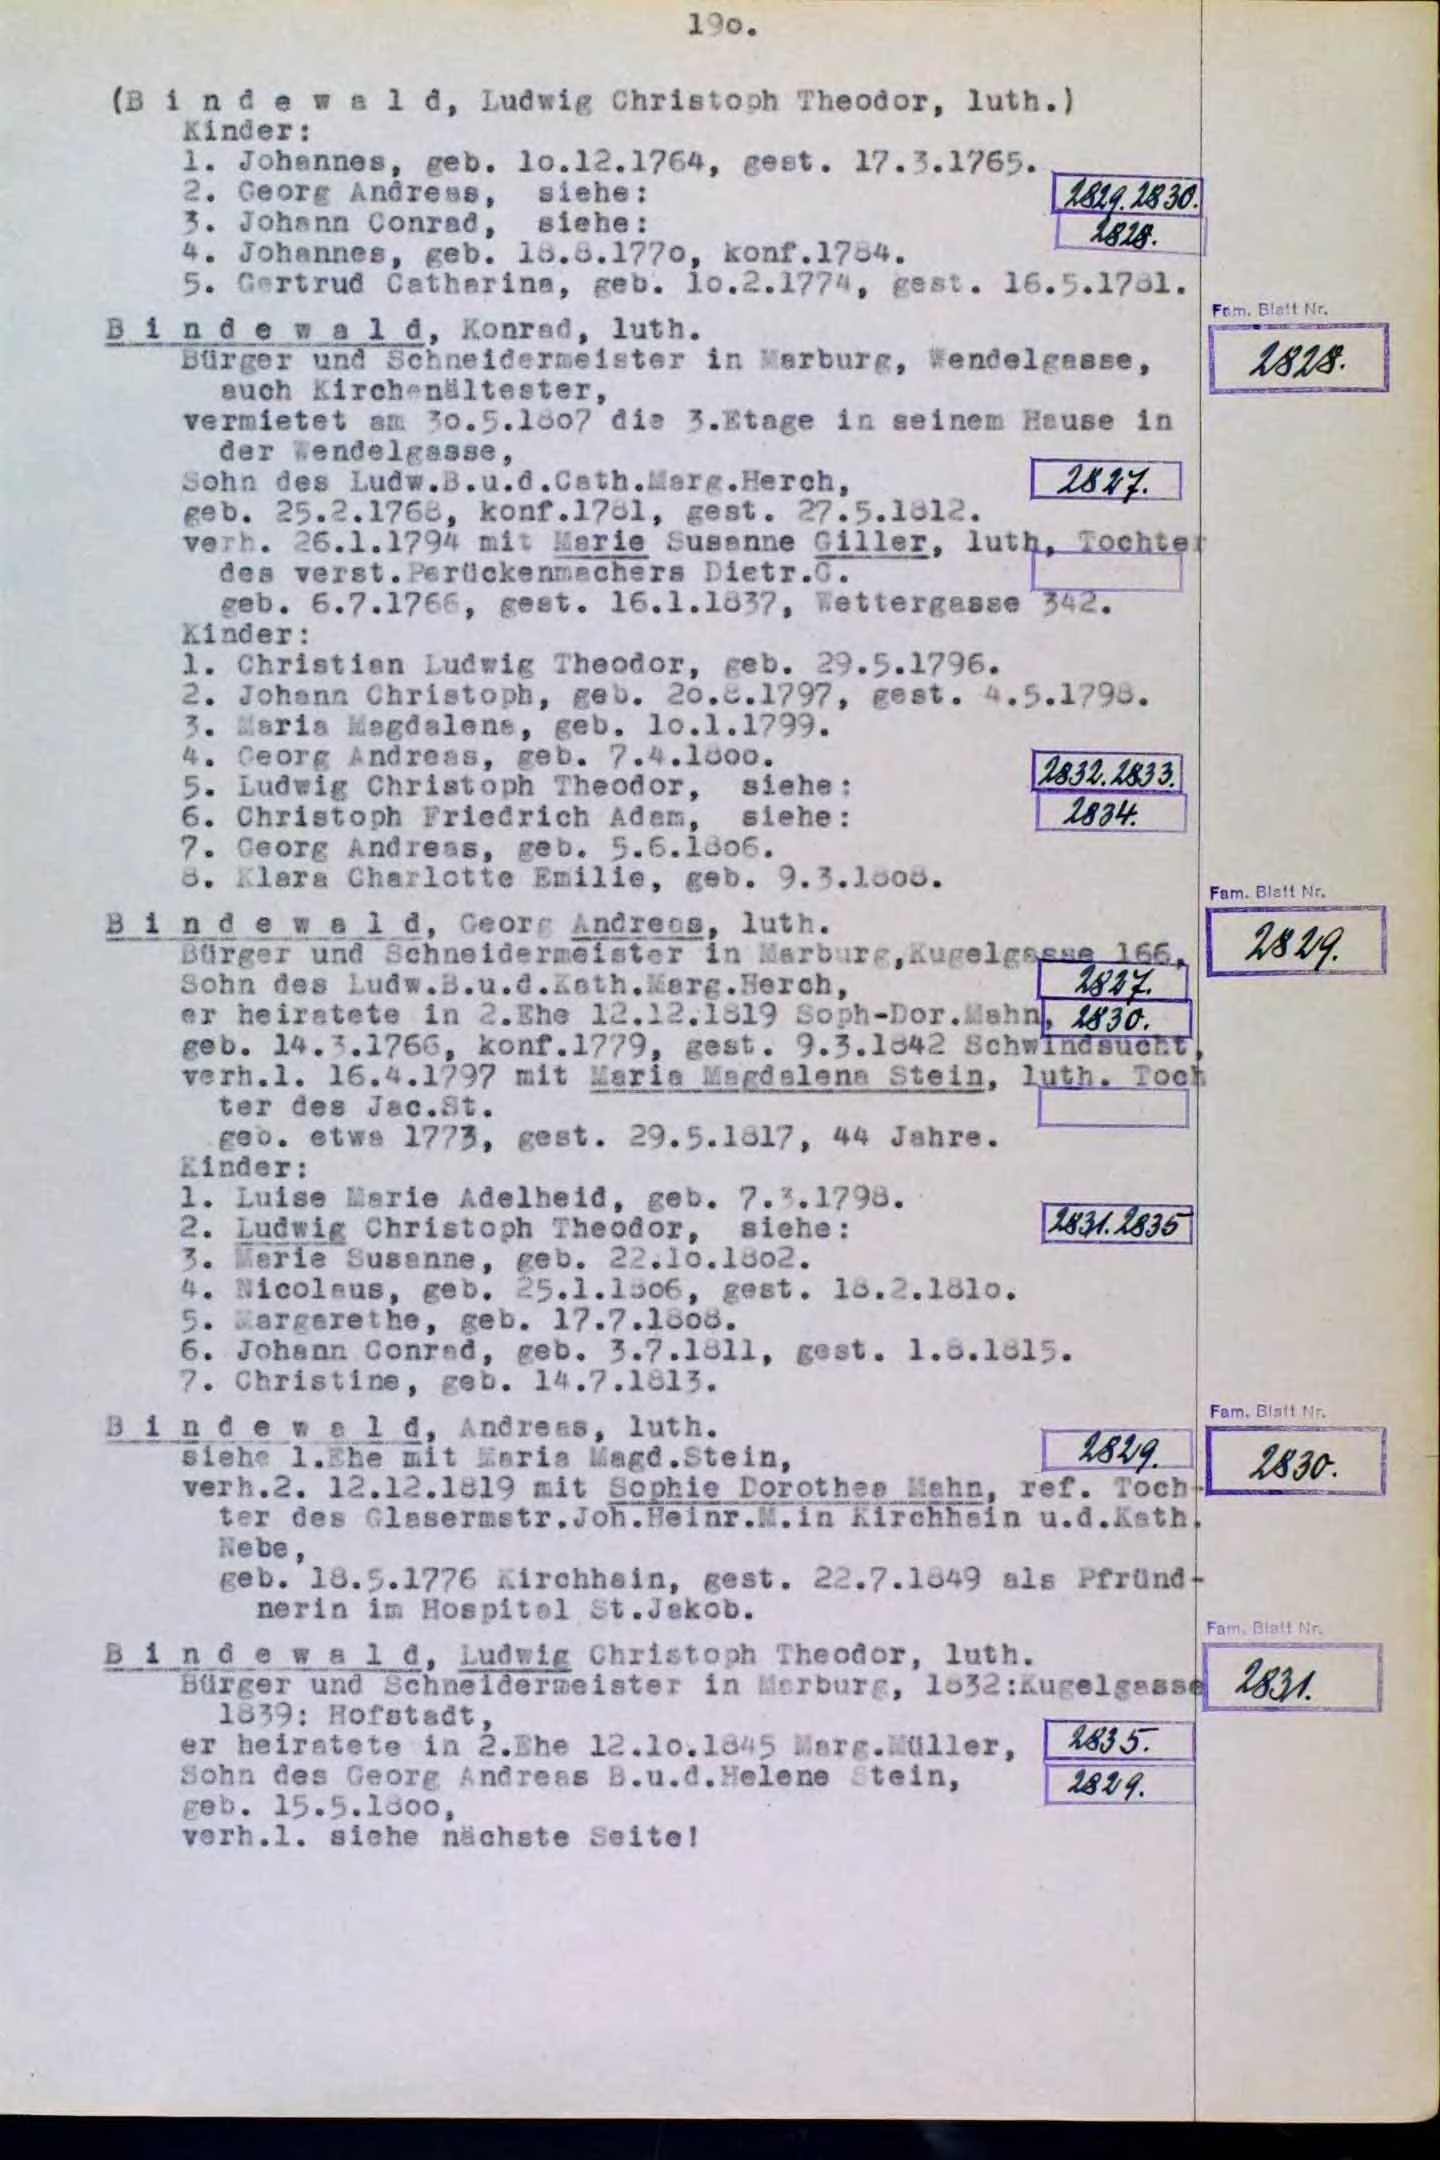 19o.
(B i n d e w a l d, Ludwig Christoph Theodor, luth.)
Kinder:
1. Johannes, geb. 1o.12.1764, gest. 17.3.1765.
2. Georg Andreas, siehe: 2829.2830.
3. Johann Conrad, siehe: 2828.
4. Johannes, geb. 18.8.177o, konf.1784.
5. Gertrud Catharina, geb. 1o.2.1774, gest. 16.5.1781.
Fam. Blatt Nr.
B i n d e w a l d, Konrad, luth.
2828.
Bürger und Schneidermeister in Marburg, Wendelgasse,
auch Kirchenältester,
vermietet am 3o.5.18o7 die 3.Etage in seinem Hause in
der Wendelgasse,
Sohn des Ludw.B.u.d.Cath.Marg.Herch, 2827.
geb. 25.2.1768, konf.1781, gest. 27.5.1812.
verh. 26.1.1794 mit Marie Susanne Giller, luth, Tochter
des verst.Perückenmachers Dietr.G.
geb. 6.7.1766, gest. 16.1.1837, Wettergasse 342.
Kinder:
1. Christian Ludwig Theodor, geb. 29.5.1796.
2. Johann Christoph, geb. 2o.8.1797, gest. 4.5.1798.
3. Maria Magdalena, geb. 1o.1.1799.
4. Georg Andreas, geb. 7.4.18oo.
5. Ludwig Christoph Theodor, siehe: 2832.2833.
6. Christoph Friedrich Adam, siehe: 2834.
7. Georg Andreas, geb. 5.6.18o6.
8. Klara Charlotte Emilie, geb. 9.3.18o8.
Fam. Blatt Nr.
B i n d e w a l d, Georg Andreas, luth.
2829.
Bürger und Schneidermeister in Marburg,Kugelgasse 166,
Sohn des Ludw.B.u.d.Kath.Marg.Herch, 2827.
er heiratete in 2.Ehe 12.12.1819 Soph-Dor.Mahn, 2830.
geb. 14.3.1766, konf.1779, gest. 9.3.1842 Schwindsucht,
verh.1. 16.4.1797 mit Maria Magdalena Stein, luth. Toch
ter des Jac.St.
geb. etwa 1773, gest. 29.5.1817, 44 Jahre.
Kinder:
1. Luise Marie Adelheid, geb. 7.3.1798.
2. Ludwig Christoph Theodor, siehe: 2831.2835
3. Marie Susanne, geb. 22.1o.18o2.
4. Nicolaus, geb. 25.1.18o6, gest. 18.2.181o.
5. Margarethe, geb. 17.7.18o8.
6. Johann Conrad, geb. 3.7.1811, gest. 1.8.1815.
7. Christine, geb. 14.7.1813.
Fam. Blatt Nr.
B i n d e w a l d, Andreas, luth.
siehe 1.Ehe mit Maria Magd.Stein, 2829.
2830.
verh.2. 12.12.1819 mit Sophie Dorothea Mahn, ref. Toch-
ter des Glasermstr.Joh.Heinr.M.in Kirchhain u.d.Kath.
Nebe,
geb. 18.5.1776 Kirchhain, gest. 22.7.1849 als Pfründ-
nerin im Hospital St.Jakob.
Fam. Blatt Nr.
B i n d e w a l d, Ludwig Christoph Theodor, luth.
2831.
Bürger und Schneidermeister in Marburg, 1832:Kugelgasse
1839: Hofstadt,
er heiratete in 2.Ehe 12.1o.1845 Marg.Müller, 2835.
Sohn des Georg Andreas B.u.d.Helene Stein, 2829.
geb. 15.5.18oo,
verh.1. siehe nächste Seite!